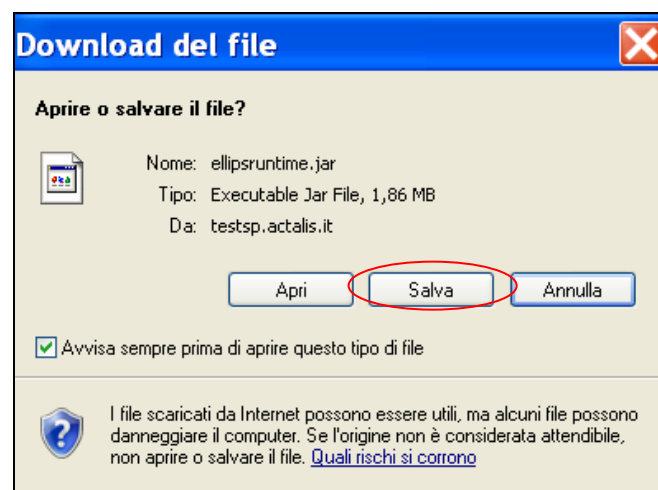 Download del file
Aprire o salvare il file?
Nome: ellipsruntime.jar
Tipo: Executable Jar File, 1,86 MB
Da: testsp.actalis.it
Apri Salva Annulla
Avvisa sempre prima di aprire questo tipo di file
I file scaricati da Internet possono essere utili, ma alcuni file possono
danneggiare il computer. Se l'origine non è considerata attendibile,
non aprire o salvare il file. Quali rischi si corrono